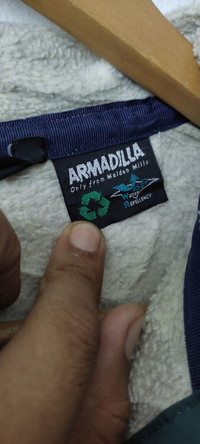 ARMADILLA
Only from Malden Mills
Water
Repellency